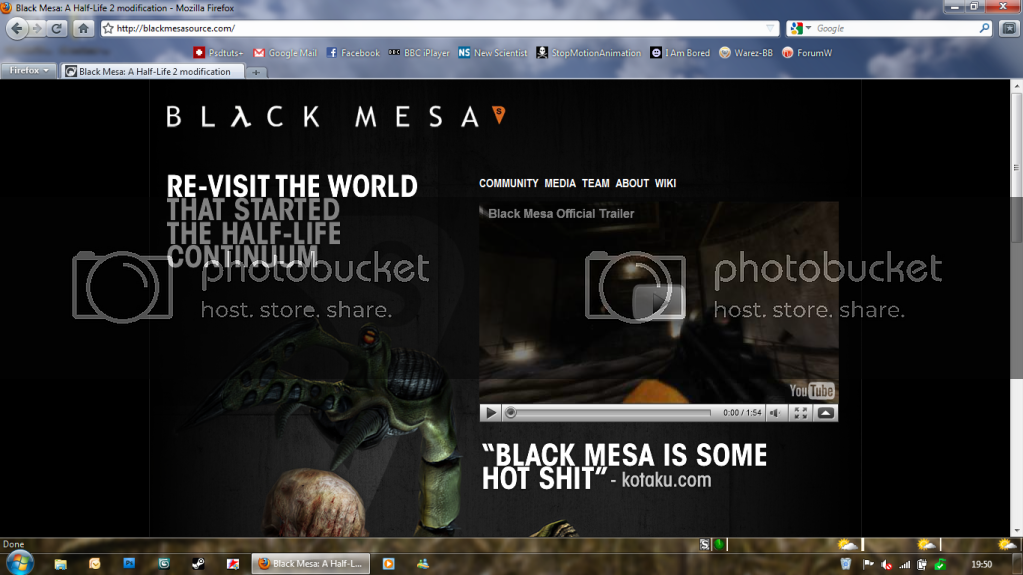 Black Mesa: A Half-Life 2 modification - Mozilla Firefox
http://blackmesasource.com/
Google
Psdtuts+ Google Mail Facebook BBC iPlayer New Scientist StopMotionAnimation I Am Bored Warez-BB ForumW
Firefox Black Mesa: A Half-Life 2 modification
BLλCK MESA S
RE-VISIT THE WORLD
THAT STARTED
THE HALF-LIFE
CONTINUUM
COMMUNITY MEDIA TEAM ABOUT WIKI
Black Mesa Official Trailer
photobucket
host. store. share.
photobucket
host. store. share.
YouTube
0:00 / 1:54
“BLACK MESA IS SOME
HOT SHIT” - kotaku.com
Done
Black Mesa: A Half-L...
19:50